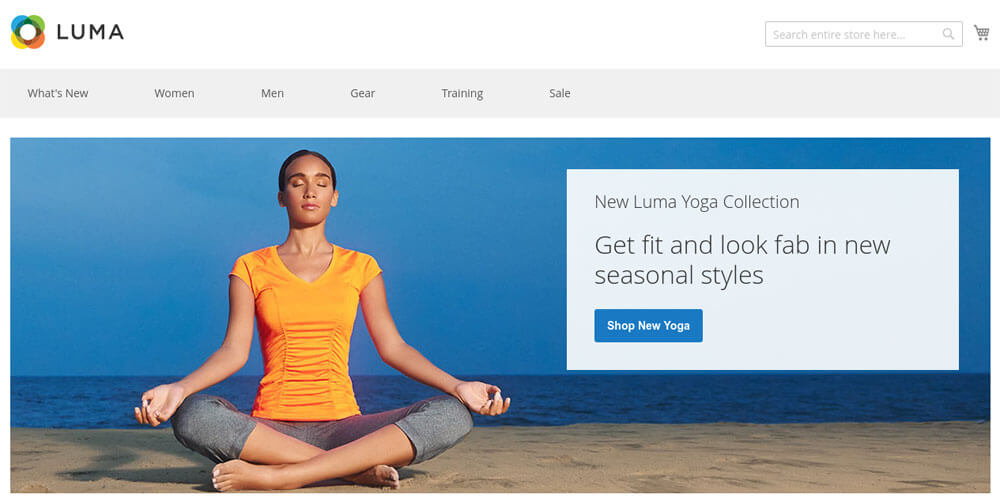 LUMA
Search entire store here...
What's New
Women
Men
Gear
Training
Sale
New Luma Yoga Collection
Get fit and look fab in new
seasonal styles
Shop New Yoga